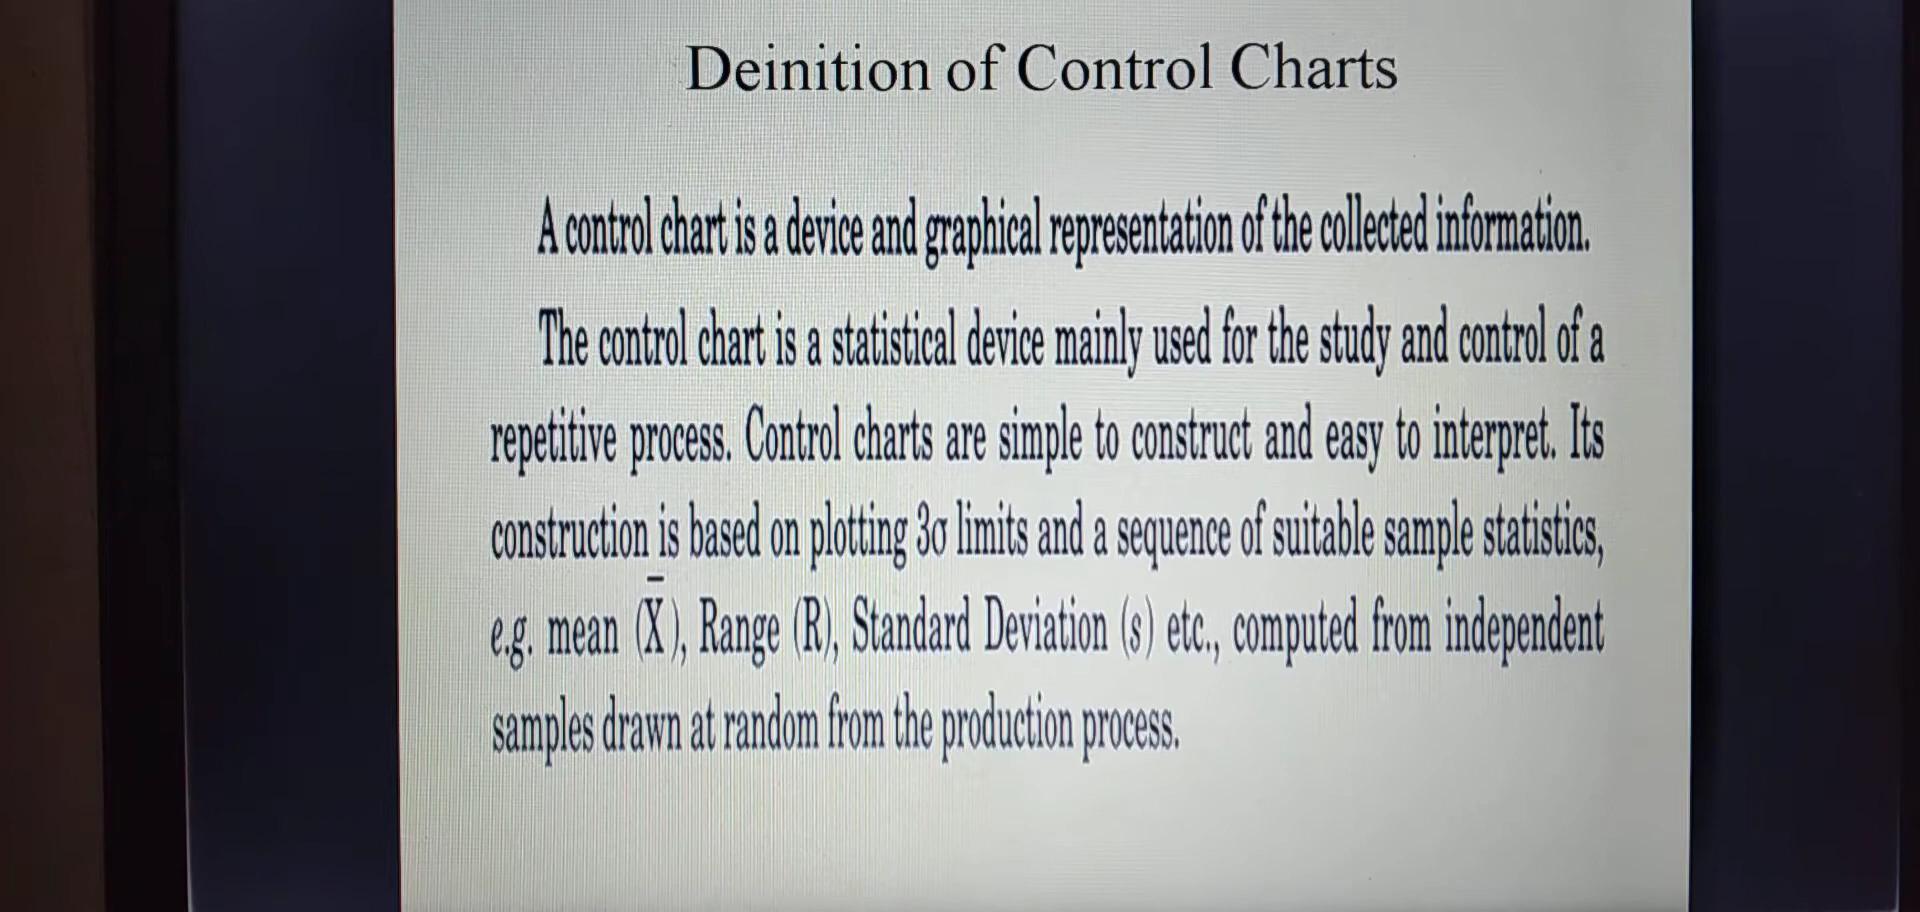 Deinition of Control Charts
A control chart is a device and graphical representation of the collected information.
The control chart is a statistical device mainly used for the study and control of a
repetitive process. Control charts are simple to construct and easy to interpret. Its
construction is based on plotting 3σ limits and a sequence of suitable sample statistics,
e.g. mean (X̄), Range (R), Standard Deviation (s) etc., computed from independent
samples drawn at random from the production process.